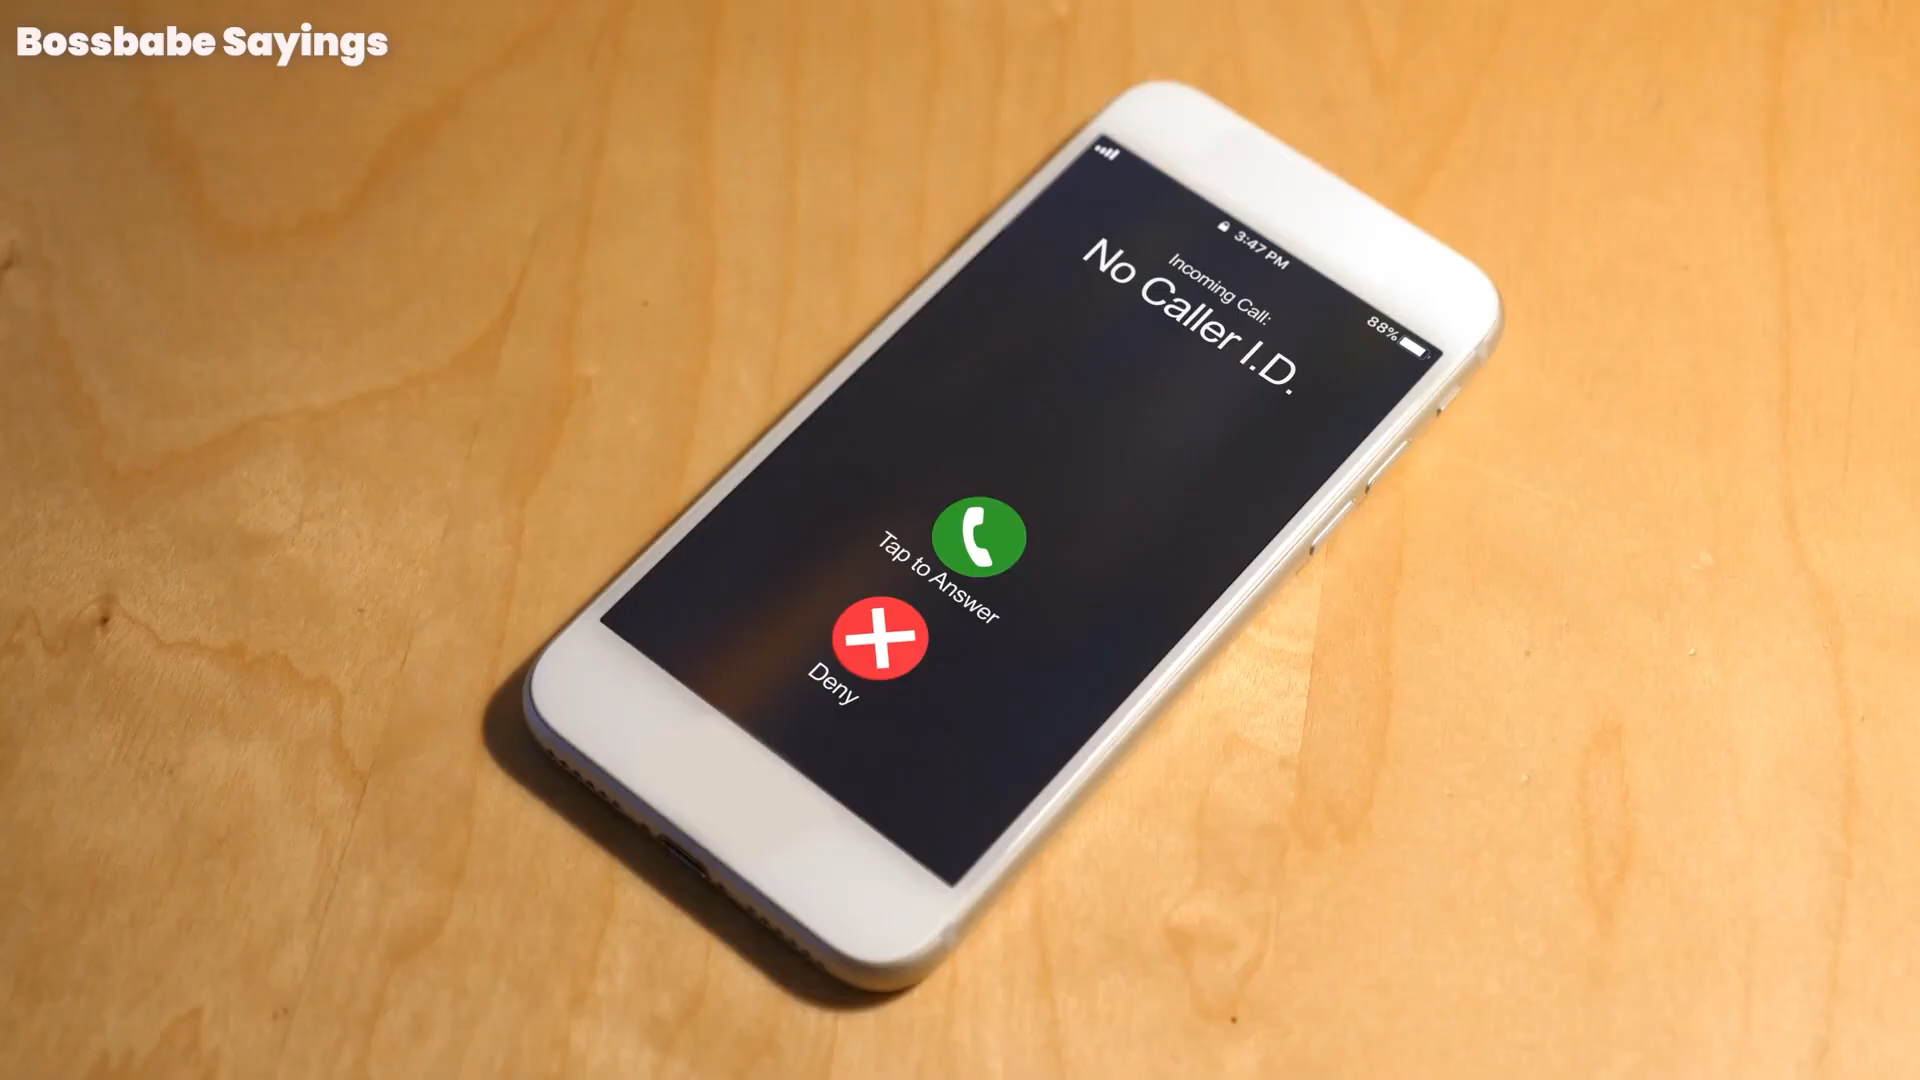 Bossbabe Sayings
3:47 PM
88%
Incoming Call:
No Caller I.D.
Tap to Answer
Deny